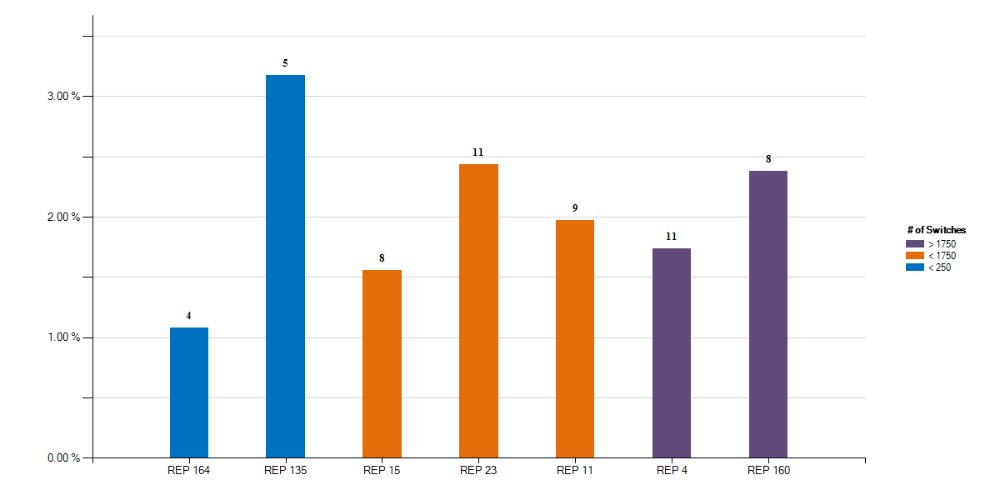 5
3.00 %
11
8
9
2.00 %
11
8
4
1.00 %
0.00 %
REP 164
REP 135
REP 15
REP 23
REP 11
REP 4
REP 160
# of Switches
> 1750
< 1750
< 250